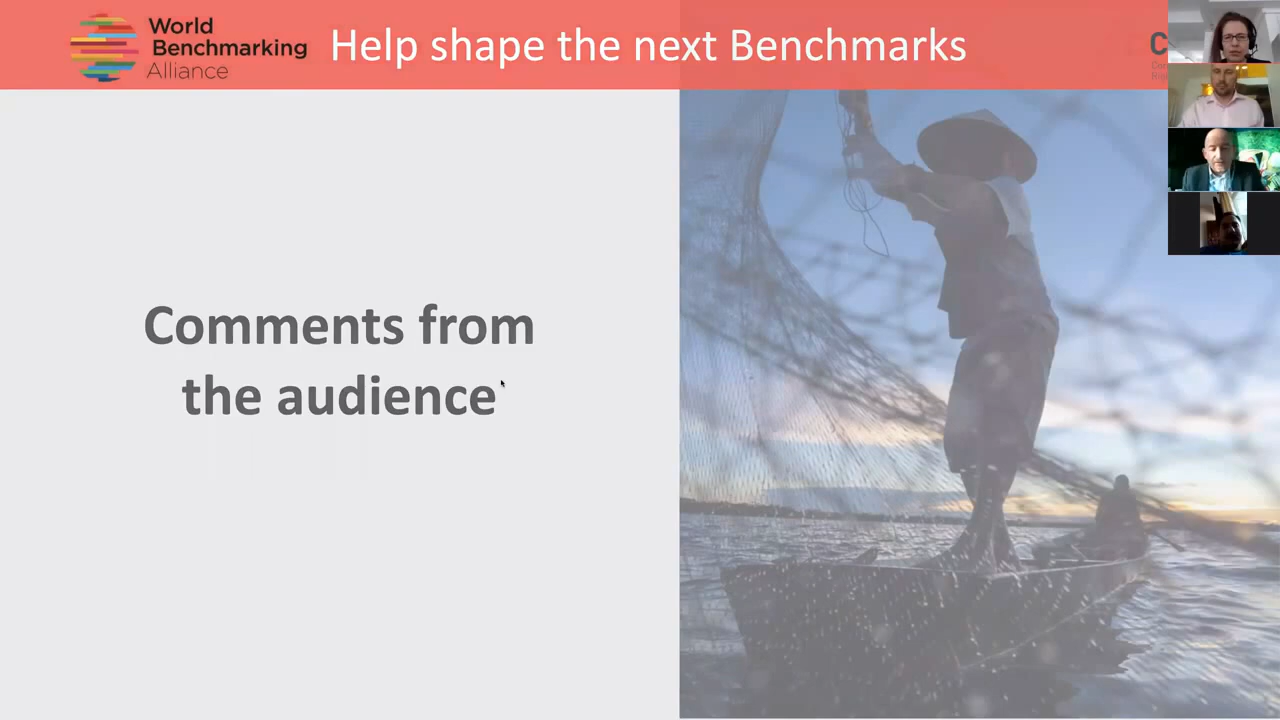 World
Benchmarking
Alliance
Help shape the next Benchmarks
Comments from
the audience